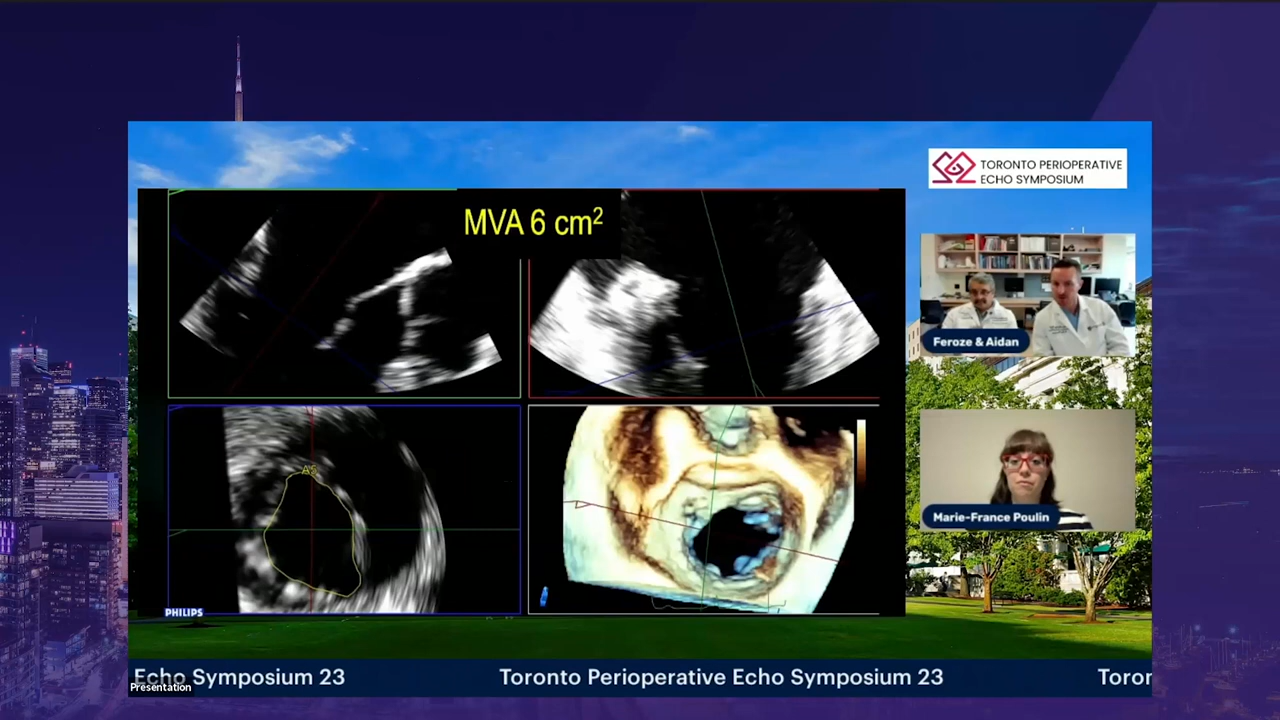 TORONTO PERIOPERATIVE
ECHO SYMPOSIUM
MVA 6 cm²
Feroze & Aidan
Marie-France Poulin
PHILIPS
Echo Symposium 23
Toronto Perioperative Echo Symposium 23
Toror
Presentation